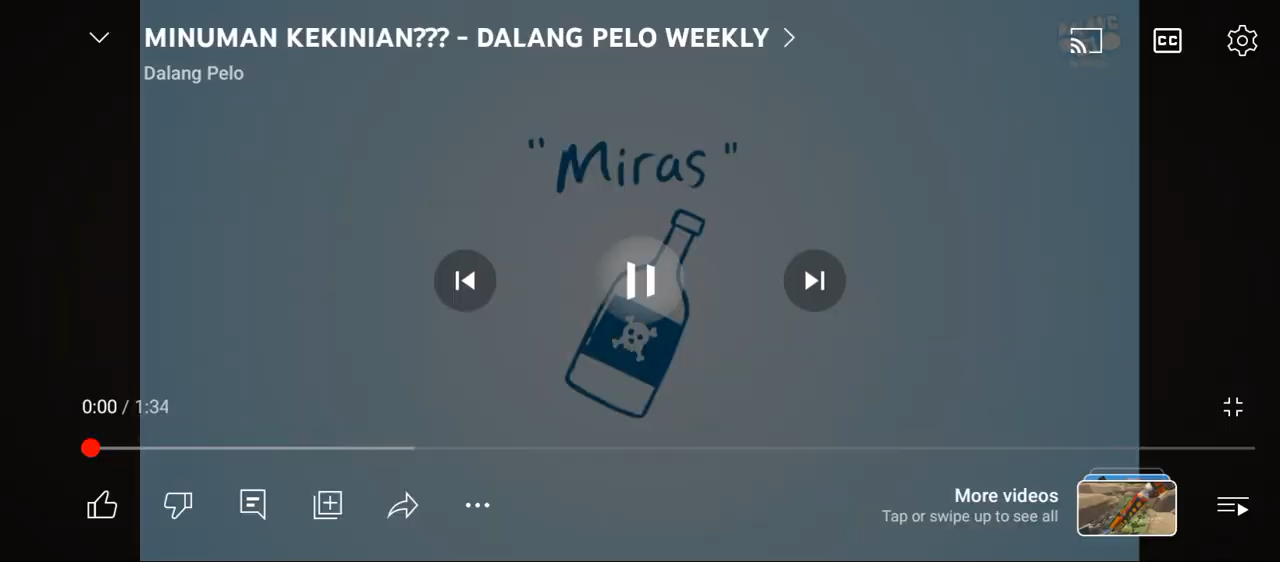 MINUMAN KEKINIAN??? - DALANG PELO WEEKLY
Dalang Pelo
CC
"Miras"
0:00 / 1:34
More videos
Tap or swipe up to see all